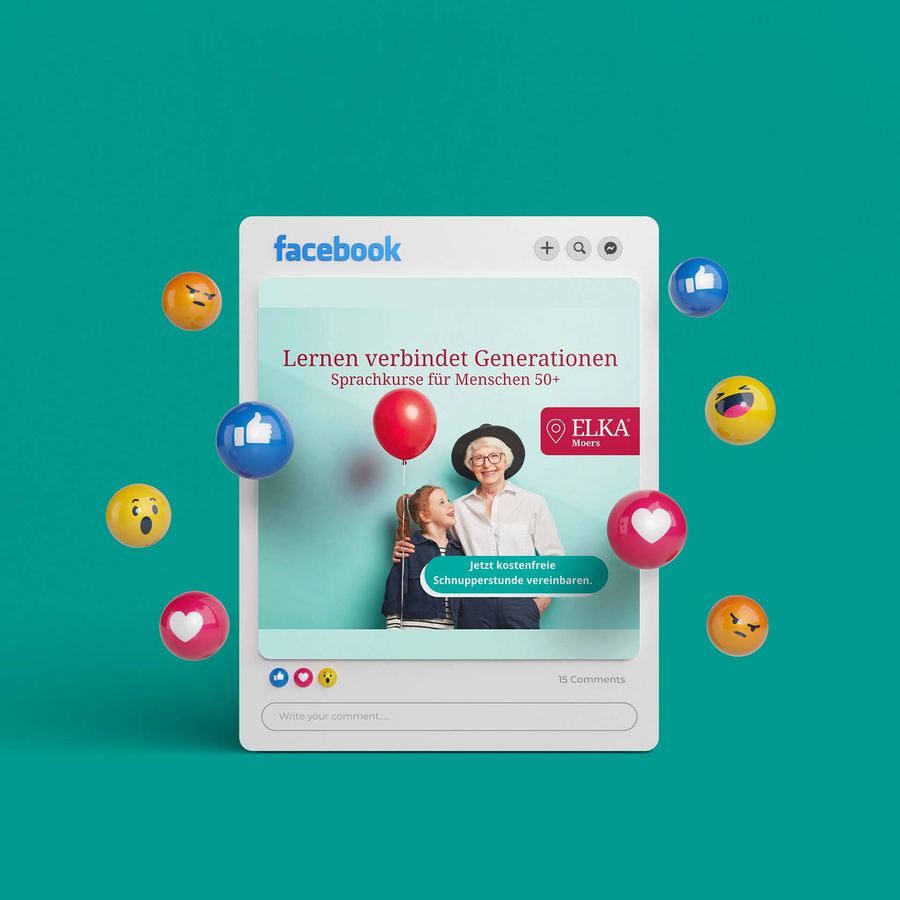 facebook
Lernen verbindet Generationen
Sprachkurse für Menschen 50+
ELKA
Moers
Jetzt kostenfreie
Schnupperstunde vereinbaren.
15 Comments
Write your comment.....